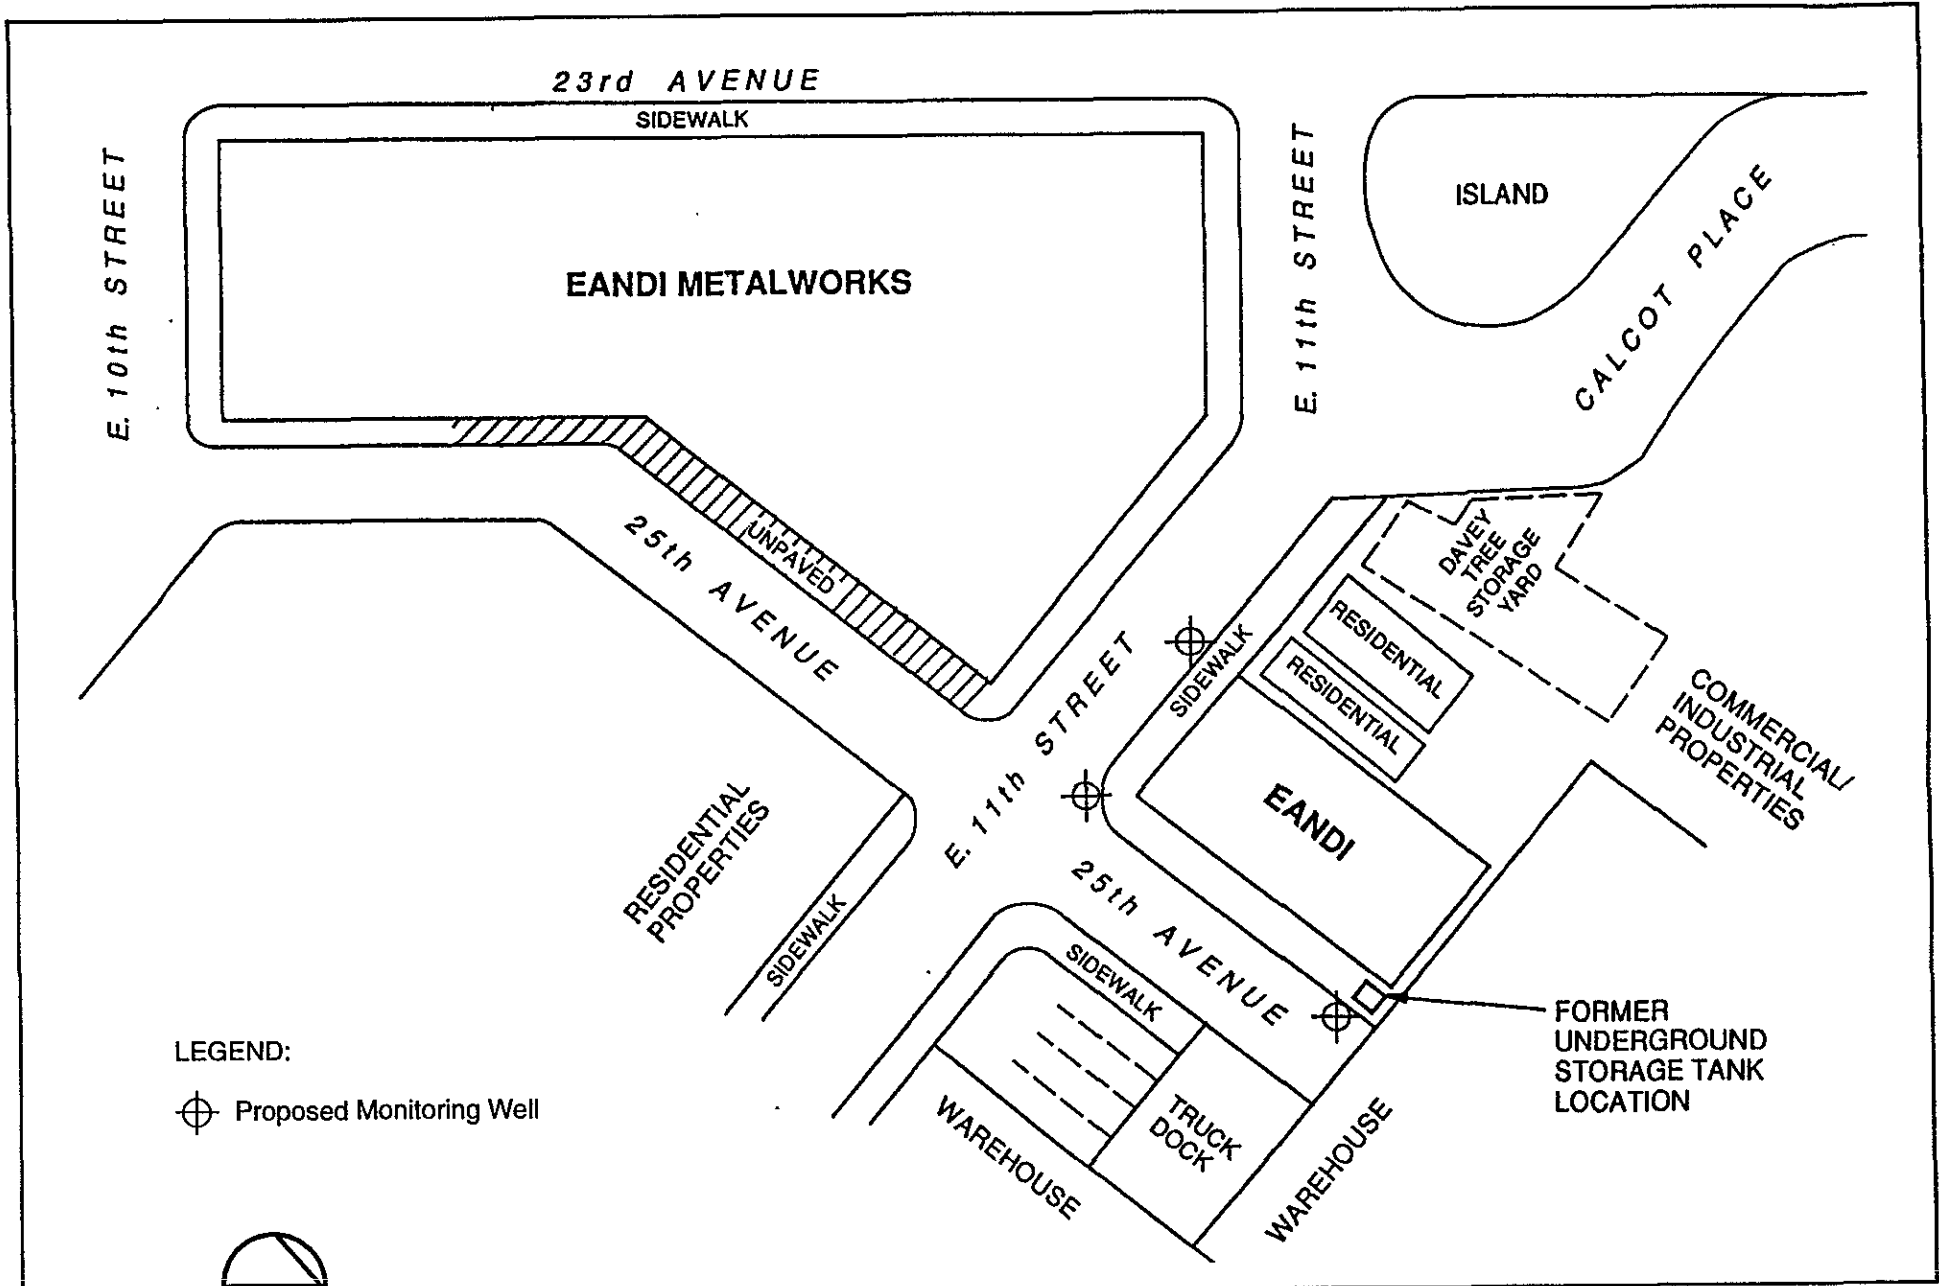 23rd AVENUE
SIDEWALK
E. 10th STREET
EANDI METALWORKS
E. 11th STREET
ISLAND
CALCOT PLACE
25th AVENUE
UNPAVED
DAVEY
TREE
STORAGE
YARD
RESIDENTIAL
RESIDENTIAL
SIDEWALK
E. 11th STREET
COMMERCIAL/
INDUSTRIAL
PROPERTIES
RESIDENTIAL
PROPERTIES
SIDEWALK
EANDI
25th AVENUE
SIDEWALK
FORMER
UNDERGROUND
STORAGE TANK
LOCATION
TRUCK
DOCK
WAREHOUSE
WAREHOUSE
LEGEND:
Proposed Monitoring Well